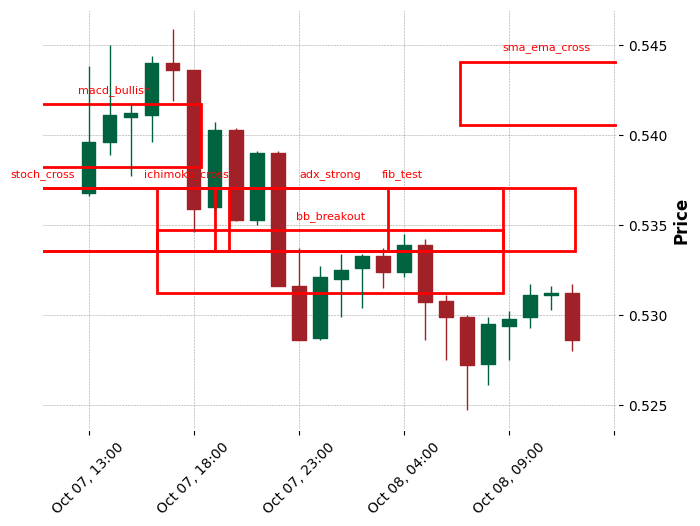 sma_ema_cross
0.545
macd_bullish
0.540
stoch_cross
ichimoku_cross
adx_strong
fib_test
bb_breakout
0.535
Price
0.530
0.525
Oct 07, 13:00
Oct 07, 18:00
Oct 07, 23:00
Oct 08, 04:00
Oct 08, 09:00